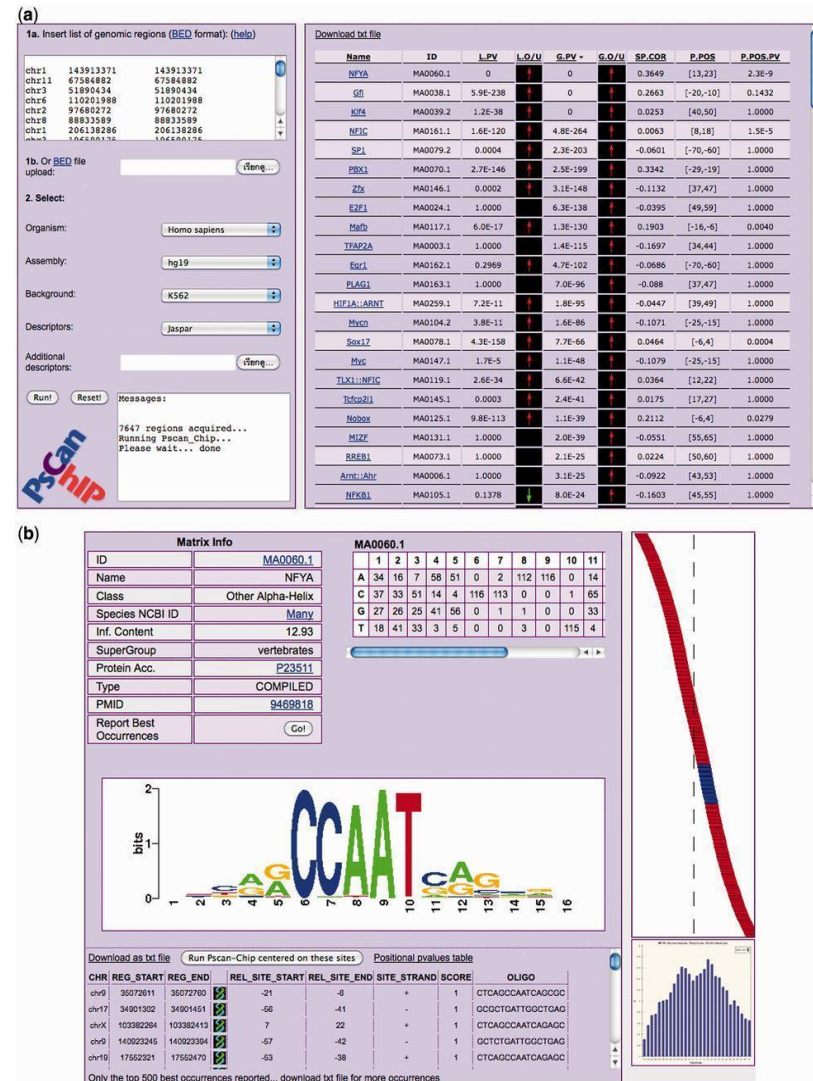 (a)
1a. Insert list of genomic regions (BED format): (help)
chr1 143913371 143913371
chr11 67584882 67584882
chr3 51890434 51890434
chr6 110201988 110201988
chr2 97680272 97680272
chr8 88833589 88833589
chr1 206138286 206138286
1b. Or BED file
upload:
เรียกดู...
2. Select:
Organism: Homo sapiens
Assembly: hg19
Background: K562
Descriptors: Jaspar
Additional
descriptors:
เรียกดู...
Run! Reset! Messages:
7647 regions acquired...
Running Pscan_Chip...
Please wait... done
PsCan
ChIP
Download txt file
Name ID L.PV L.O/U G.PV G.O/U SP.COR P.POS P.POS.PV
NFYA MA0060.1 0 0 0.3649 [13,23] 2.3E-9
Gfi MA0038.1 5.9E-238 0 0.2663 [-20,-10] 0.1432
Klf4 MA0039.2 1.2E-38 0 0.0253 [40,50] 1.0000
NFIC MA0161.1 1.6E-120 4.8E-264 0.0063 [8,18] 1.5E-5
SP1 MA0079.2 0.0004 2.3E-203 -0.0601 [-70,-60] 1.0000
PBX1 MA0070.1 2.7E-146 2.5E-199 0.3342 [-29,-19] 1.0000
Zfx MA0146.1 0.0002 3.1E-148 -0.1132 [37,47] 1.0000
E2F1 MA0024.1 1.0000 6.3E-138 -0.0395 [49,59] 1.0000
Mafb MA0117.1 6.0E-17 1.3E-130 0.1903 [-16,-6] 0.0040
TFAP2A MA0003.1 1.0000 1.4E-115 -0.1697 [34,44] 1.0000
Egr1 MA0162.1 0.2969 4.7E-102 -0.0686 [-70,-60] 1.0000
PLAG1 MA0163.1 1.0000 7.0E-96 -0.088 [37,47] 1.0000
HIF1A::ARNT MA0259.1 7.2E-11 1.8E-95 -0.0447 [39,49] 1.0000
Mycn MA0104.2 3.8E-11 1.6E-86 -0.1071 [-25,-15] 1.0000
Sox17 MA0078.1 4.3E-158 7.7E-66 0.0464 [-6,4] 0.0004
Myc MA0147.1 1.7E-5 1.1E-48 -0.1079 [-25,-15] 1.0000
TLX1::NFIC MA0119.1 2.6E-34 6.6E-42 0.0364 [12,22] 1.0000
Tcfcp2l1 MA0145.1 0.0003 2.4E-41 0.0175 [17,27] 1.0000
Nobox MA0125.1 9.8E-113 1.1E-39 0.2112 [-6,4] 0.0279
MIZF MA0131.1 1.0000 2.0E-39 -0.0551 [55,65] 1.0000
RREB1 MA0073.1 1.0000 2.1E-25 0.0224 [50,60] 1.0000
Arnt::Ahr MA0006.1 1.0000 3.1E-25 -0.0922 [43,53] 1.0000
NFKB1 MA0105.1 0.1378 8.0E-24 -0.1603 [45,55] 1.0000
(b)
Matrix Info
ID MA0060.1
Name NFYA
Class Other Alpha-Helix
Species NCBI ID Many
Inf. Content 12.93
SuperGroup vertebrates
Protein Acc. P23511
Type COMPILED
PMID 9469818
Report Best
Occurrences Go!
MA0060.1
1 2 3 4 5 6 7 8 9 10 11
A 34 16 7 58 51 0 2 112 116 0 14
C 37 33 51 14 4 116 113 0 0 1 65
G 27 26 25 41 56 0 1 1 0 0 33
T 18 41 33 3 5 0 0 3 0 115 4
2
bits
1
0
CCAAT
1 2 3 4 5 6 7 8 9 10 11 12 13 14 15 16
Download as txt file Run Pscan-Chip centered on these sites Positional pvalues table
CHR REG_START REG_END REL_SITE_START REL_SITE_END SITE_STRAND SCORE OLIGO
chr9 35072611 35072760 -21 -6 + 1 CTCAGCCAATCAGCGC
chr17 34901302 34901451 -56 -41 - 1 GCGCTGATTGGCTGAG
chrX 103382264 103382413 7 22 + 1 CTCAGCCAATCAGAGC
chr9 140923245 140923394 -57 -42 - 1 GCTCTGATTGGCTGAG
chr19 17552321 17552470 -53 -38 + 1 CTCAGCCAATCAGAGC
Only the top 500 best occurrences reported... download txt file for more occurrences